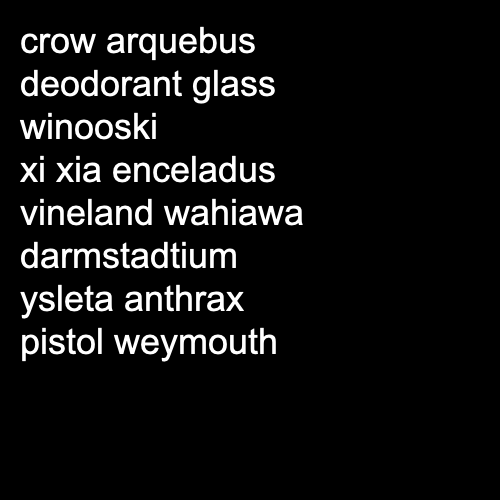 crow arquebus
deodorant glass
winooski
xi xia enceladus
vineland wahiawa
darmstadtium
ysleta anthrax
pistol weymouth